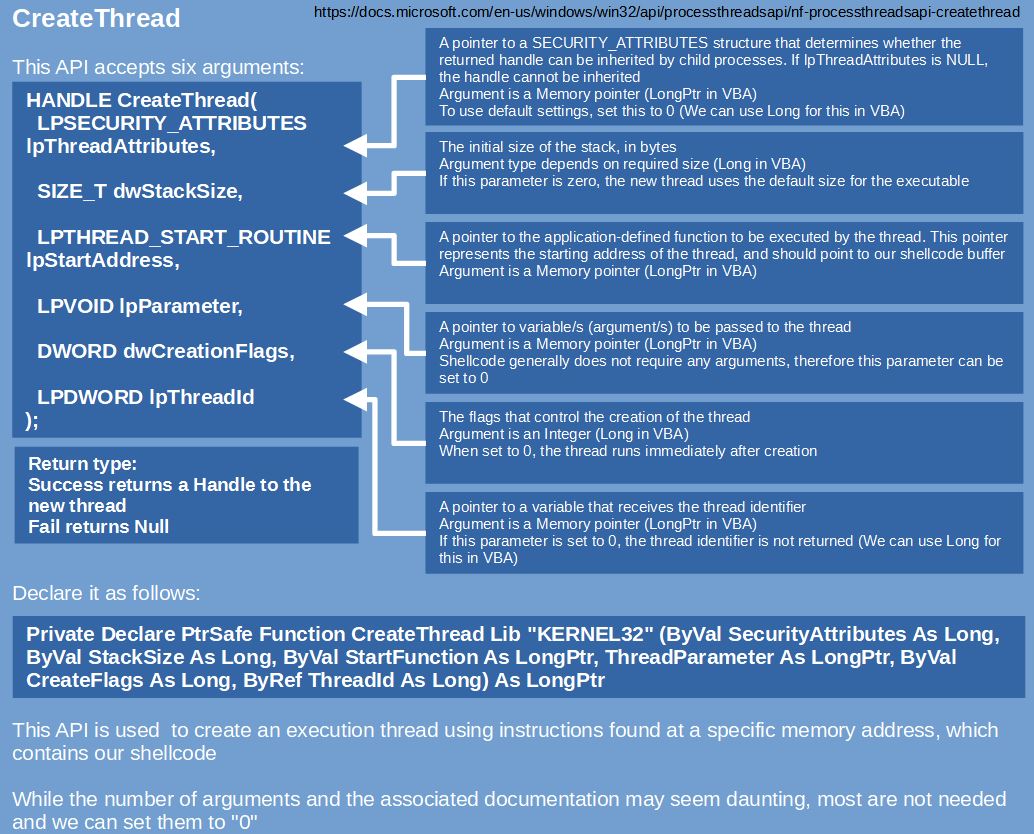 CreateThread
https://docs.microsoft.com/en-us/windows/win32/api/processthreadsapi/nf-processthreadsapi-createthread
This API accepts six arguments:
HANDLE CreateThread(
LPSECURITY_ATTRIBUTES
lpThreadAttributes,
SIZE_T dwStackSize,
LPTHREAD_START_ROUTINE
lpStartAddress,
LPVOID lpParameter,
DWORD dwCreationFlags,
LPDWORD lpThreadId
);
Return type:
Success returns a Handle to the
new thread
Fail returns Null
A pointer to a SECURITY_ATTRIBUTES structure that determines whether the
returned handle can be inherited by child processes. If lpThreadAttributes is NULL,
the handle cannot be inherited
Argument is a Memory pointer (LongPtr in VBA)
To use default settings, set this to 0 (We can use Long for this in VBA)
The initial size of the stack, in bytes
Argument type depends on required size (Long in VBA)
If this parameter is zero, the new thread uses the default size for the executable
A pointer to the application-defined function to be executed by the thread. This pointer
represents the starting address of the thread, and should point to our shellcode buffer
Argument is a Memory pointer (LongPtr in VBA)
A pointer to variable/s (argument/s) to be passed to the thread
Argument is a Memory pointer (LongPtr in VBA)
Shellcode generally does not require any arguments, therefore this parameter can be
set to 0
The flags that control the creation of the thread
Argument is an Integer (Long in VBA)
When set to 0, the thread runs immediately after creation
A pointer to a variable that receives the thread identifier
Argument is a Memory pointer (LongPtr in VBA)
If this parameter is set to 0, the thread identifier is not returned (We can use Long for
this in VBA)
Declare it as follows:
Private Declare PtrSafe Function CreateThread Lib "KERNEL32" (ByVal SecurityAttributes As Long,
ByVal StackSize As Long, ByVal StartFunction As LongPtr, ThreadParameter As LongPtr, ByVal
CreateFlags As Long, ByRef ThreadId As Long) As LongPtr
This API is used  to create an execution thread using instructions found at a specific memory address, which
contains our shellcode
While the number of arguments and the associated documentation may seem daunting, most are not needed
and we can set them to "0"